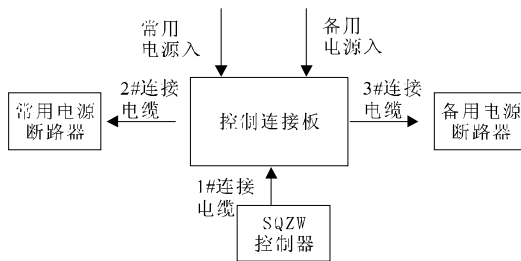 常用
电源入
备用
电源入
2#连接
电缆
3#连接
电缆
常用电源
断路器
控制连接板
备用电源
断路器
1#连接
电缆
SQZW
控制器